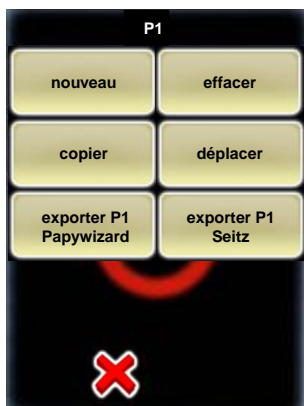 P1
nouveau
effacer
copier
déplacer
exporter P1
Papywizard
exporter P1
Seitz